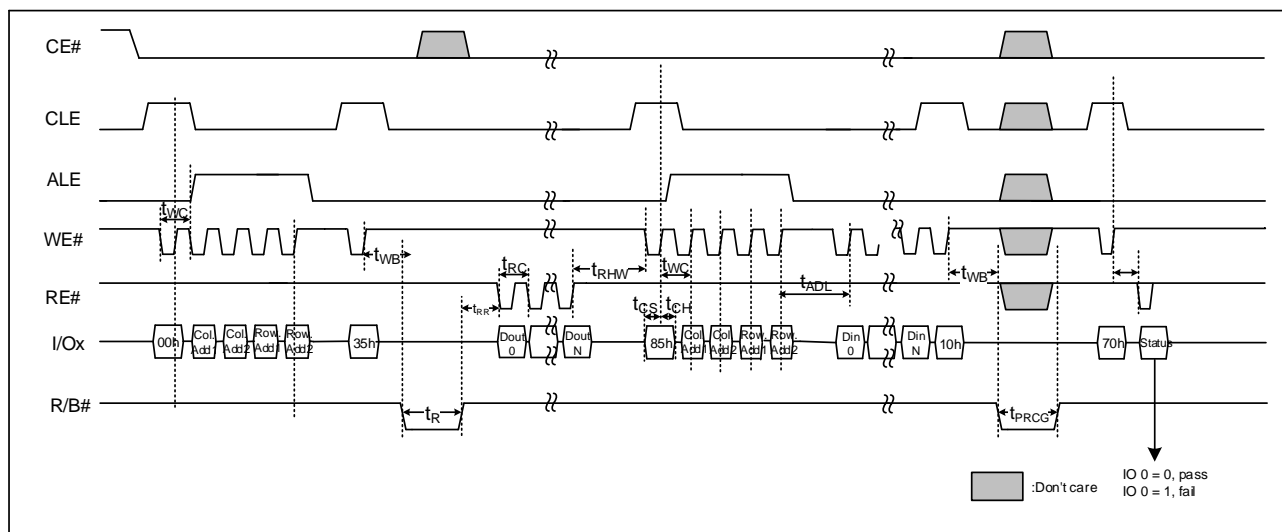 CE#
CLE
ALE
tWC
WE#
tWB
tRC
tRHW
tWC
tADL
tWB
RE#
tRR
tCS tCH
I/Ox
00h
Col. Add1
Col. Add2
Row. Add1
Row. Add2
35h
Dout 0
Dout N
85h
Col. Add1
Col. Add2
Row. Add1
Row. Add2
Din 0
Din N
10h
70h
Status
R/B#
tR
tPRCG
:Don't care
IO 0 = 0, pass
IO 0 = 1, fail